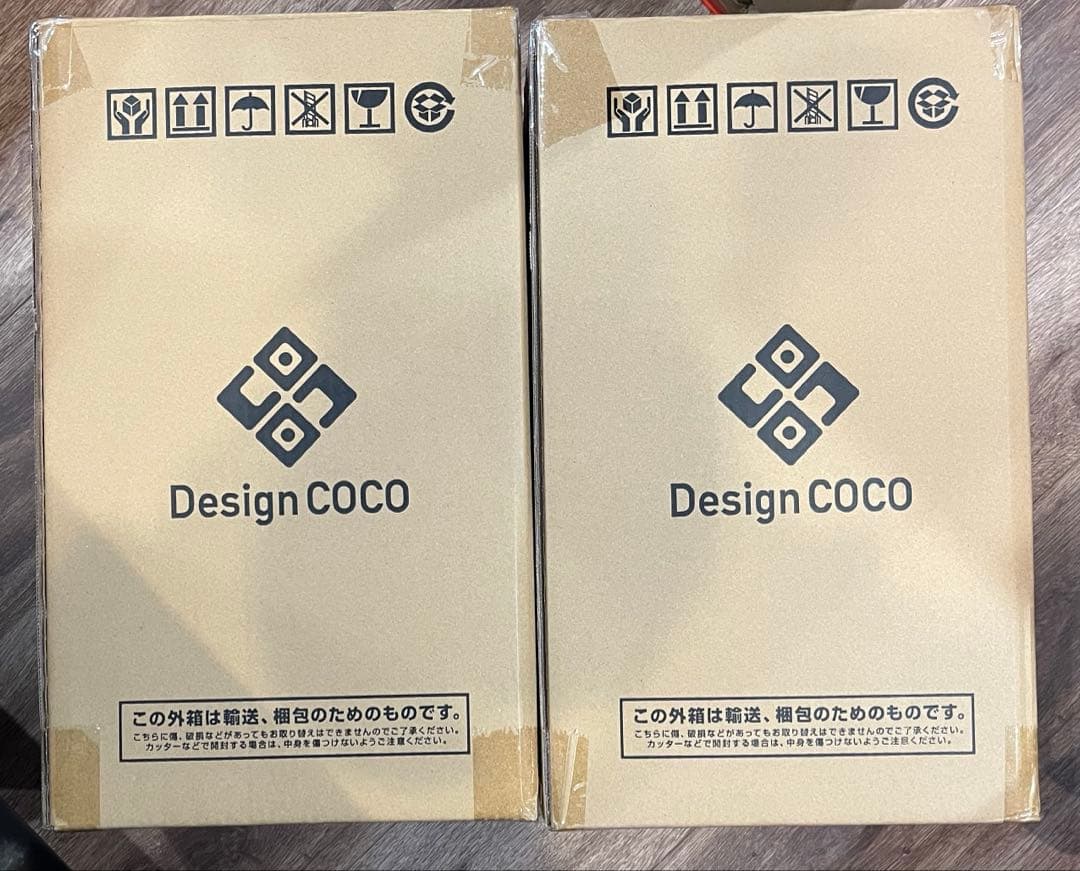 Design COCO
この外箱は輸送、梱包のためのものです。
こちらに傷、破損などがあってもお取り替えはできませんのでご了承ください。
カッターなどで開封する場合は、中身を傷つけないようご注意ください。
Design COCO
この外箱は輸送、梱包のためのものです。
こちらに傷、破損などがあってもお取り替えはできませんのでご了承ください。
カッターなどで開封する場合は、中身を傷つけないようご注意ください。